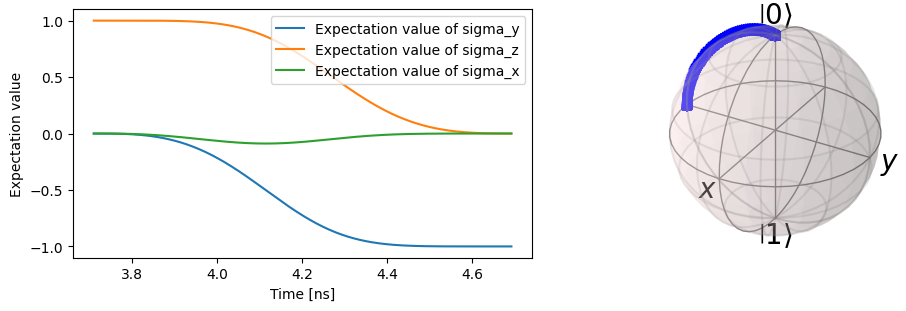 1.0
0.5
0.0
−0.5
−1.0
Expectation value
3.8
4.0
4.2
4.4
4.6
Time [ns]
Expectation value of sigma_y
Expectation value of sigma_z
Expectation value of sigma_x
|0⟩
x
y
|1⟩